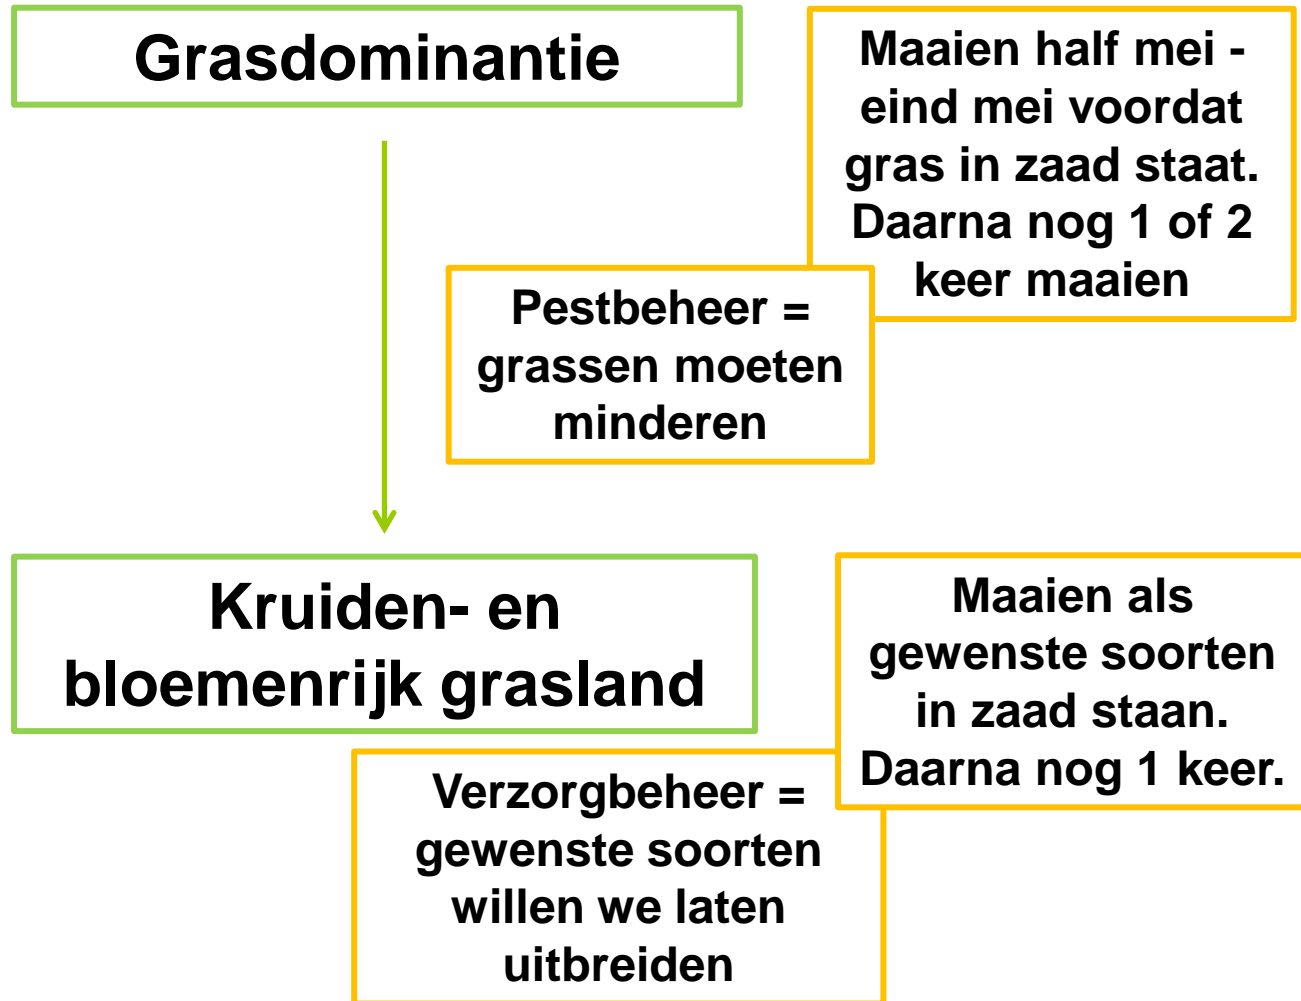 Grasdominantie
Maaien half mei -
eind mei voordat
gras in zaad staat.
Daarna nog 1 of 2
keer maaien
Pestbeheer =
grassen moeten
minderen
Kruiden- en
bloemenrijk grasland
Maaien als
gewenste soorten
in zaad staan.
Daarna nog 1 keer.
Verzorgbeheer =
gewenste soorten
willen we laten
uitbreiden